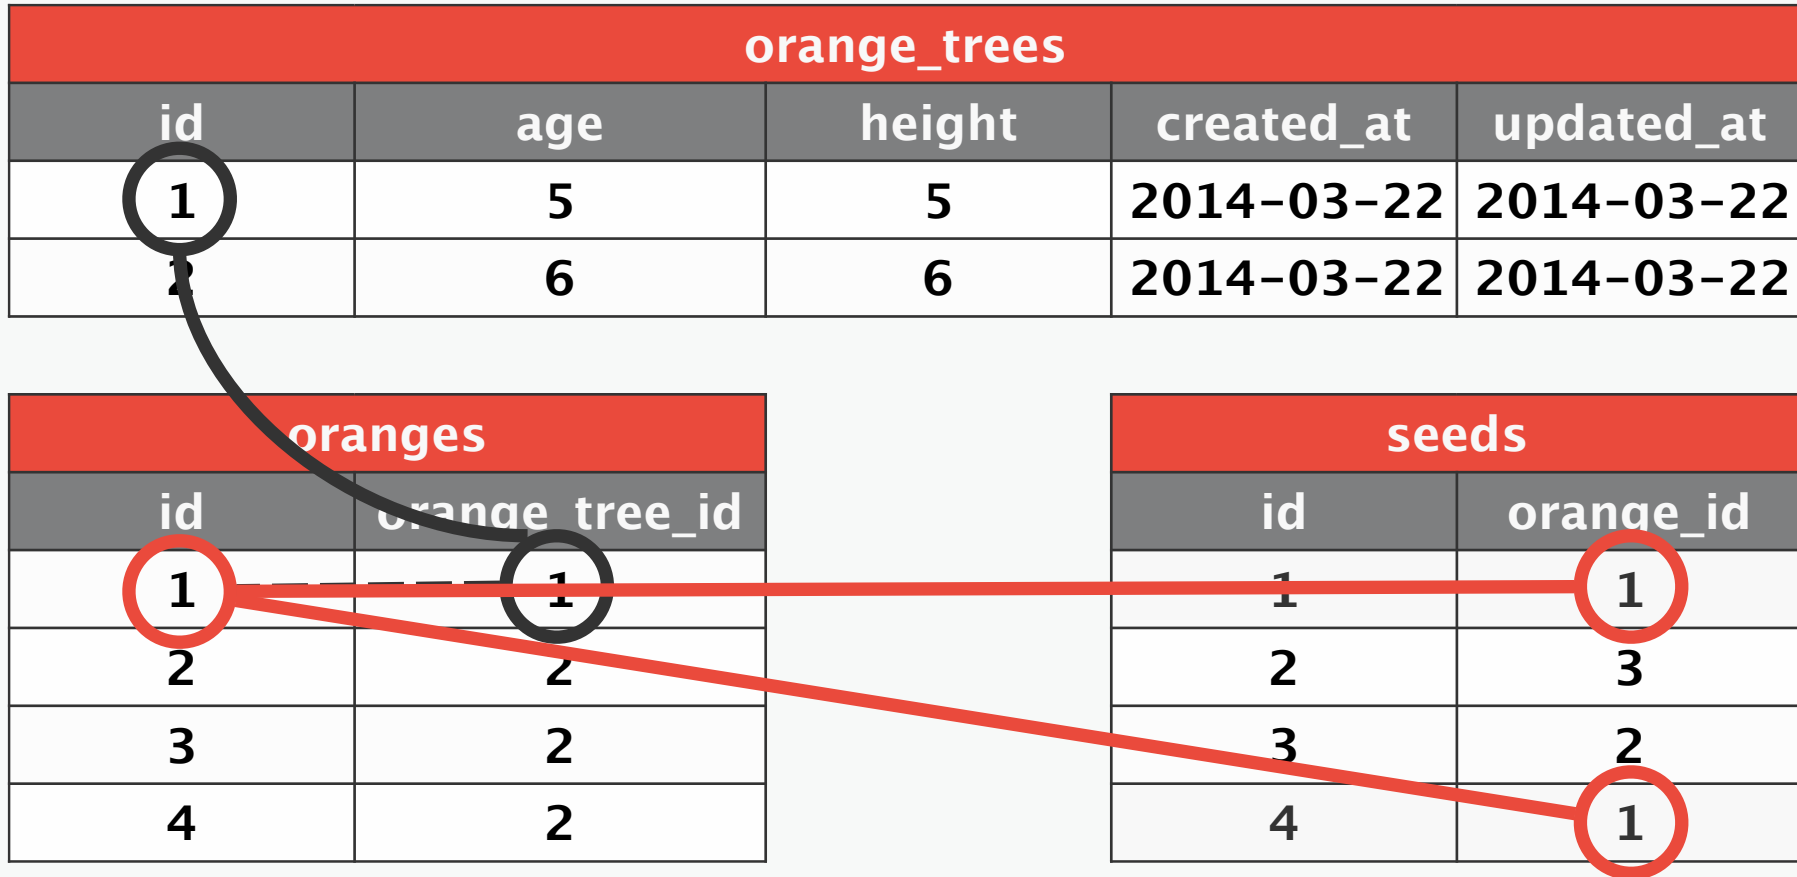 orange_trees
id age height created_at updated_at
1 5 5 2014-03-22 2014-03-22
2 6 6 2014-03-22 2014-03-22
oranges seeds
id orange_tree_id id orange_id
1 1 1 1
2 2 2 3
3 2 3 2
4 2 4 1